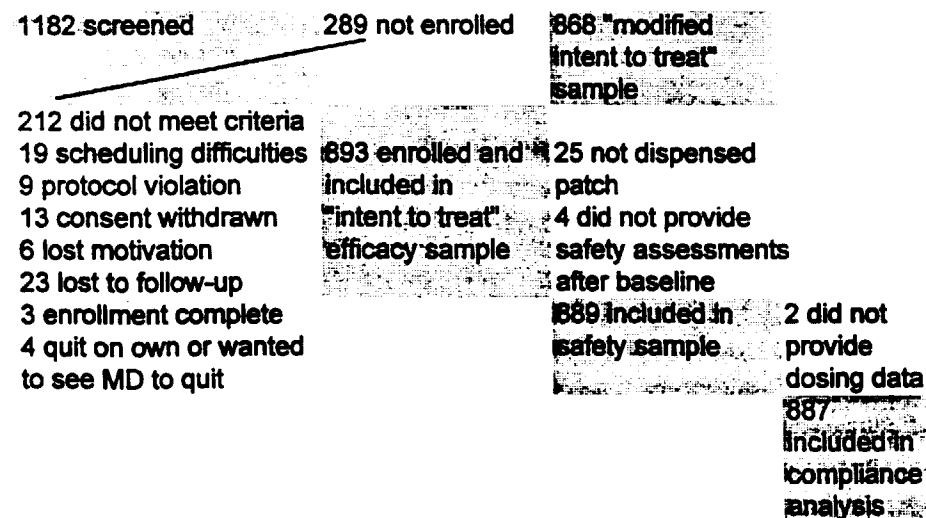 1182 screened
289 not enrolled
868 "modified
intent to treat"
sample
212 did not meet criteria
19 scheduling difficulties
9 protocol violation
13 consent withdrawn
6 lost motivation
23 lost to follow-up
3 enrollment complete
4 quit on own or wanted
to see MD to quit
893 enrolled and
included in
"intent to treat"
efficacy sample
25 not dispensed
patch
4 did not provide
safety assessments
after baseline
889 included in
safety sample
2 did not
provide
dosing data
887
included in
compliance
analysis